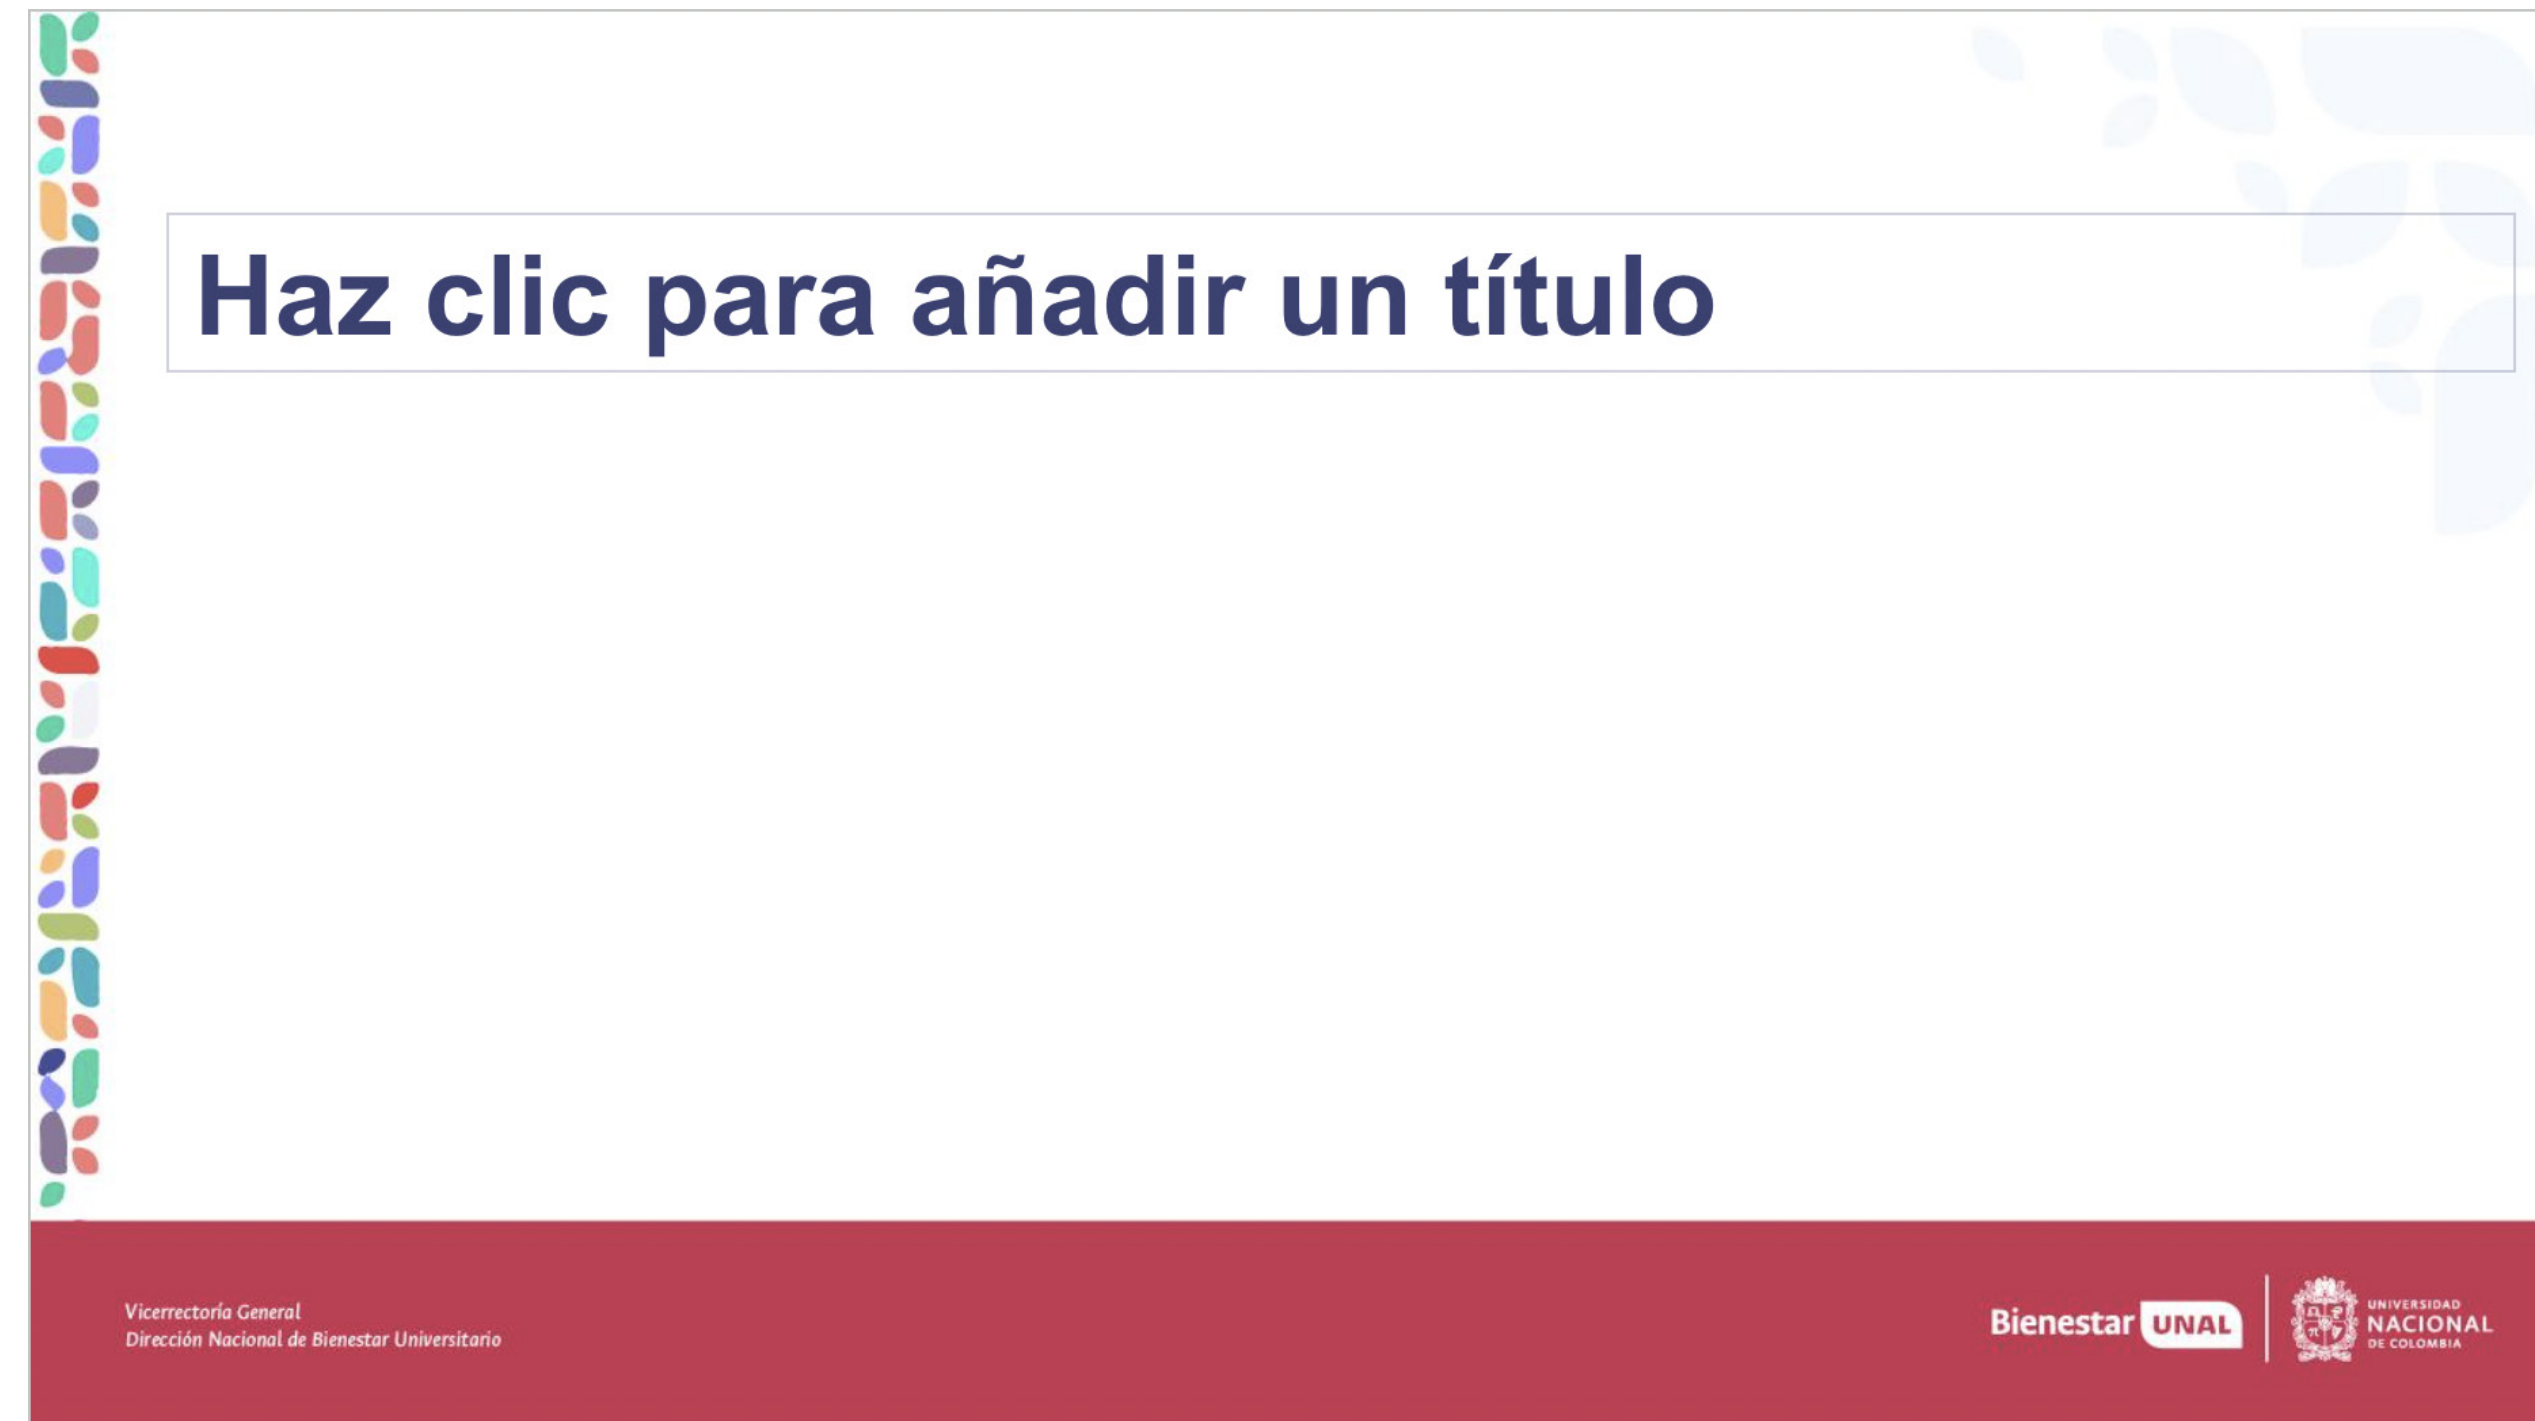 Haz clic para añadir un título
Vicerrectoría General
Dirección Nacional de Bienestar Universitario
Bienestar UNAL
UNIVERSIDAD
NACIONAL
DE COLOMBIA